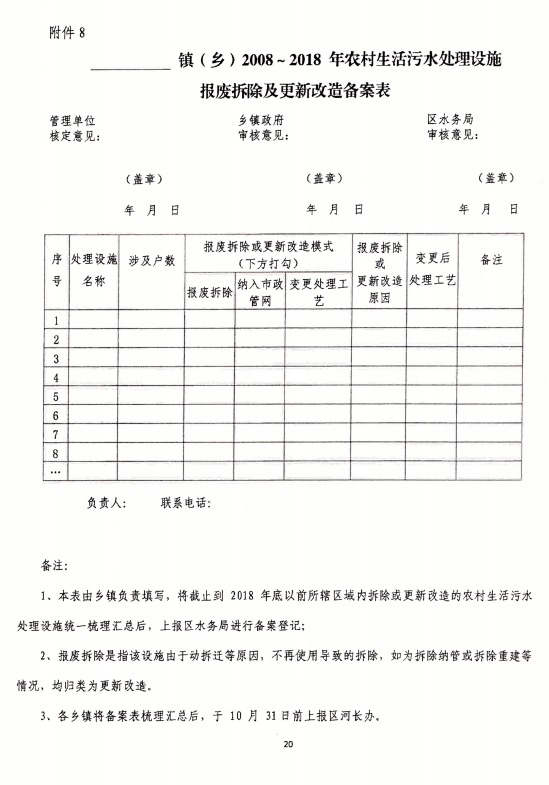 附件 8
镇（乡）2008~2018 年农村生活污水处理设施
报废拆除及更新改造备案表
管理单位 乡镇政府 区水务局
核定意见： 审核意见： 审核意见：
（盖章） （盖章） （盖章）
年 月 日 年 月 日 年 月 日
序号 处理设施名称 涉及户数 报废拆除或更新改造模式（下方打勾） 报废拆除或更新改造原因 变更后处理工艺 备注
报废拆除 纳入市政管网 变更处理工艺
1
2
3
4
5
6
7
8
…
负责人： 联系电话：
备注：
1、本表由乡镇负责填写，将截止到 2018 年底以前所辖区域内拆除或更新改造的农村生活污水
处理设施统一梳理汇总后，上报区水务局进行备案登记；
2、报废拆除是指该设施由于动拆迁等原因，不再使用导致的拆除，如为拆除纳管或拆除重建等
情况，均归类为更新改造。
3、各乡镇将备案表梳理汇总后，于 10 月 31 日前上报区河长办。
20